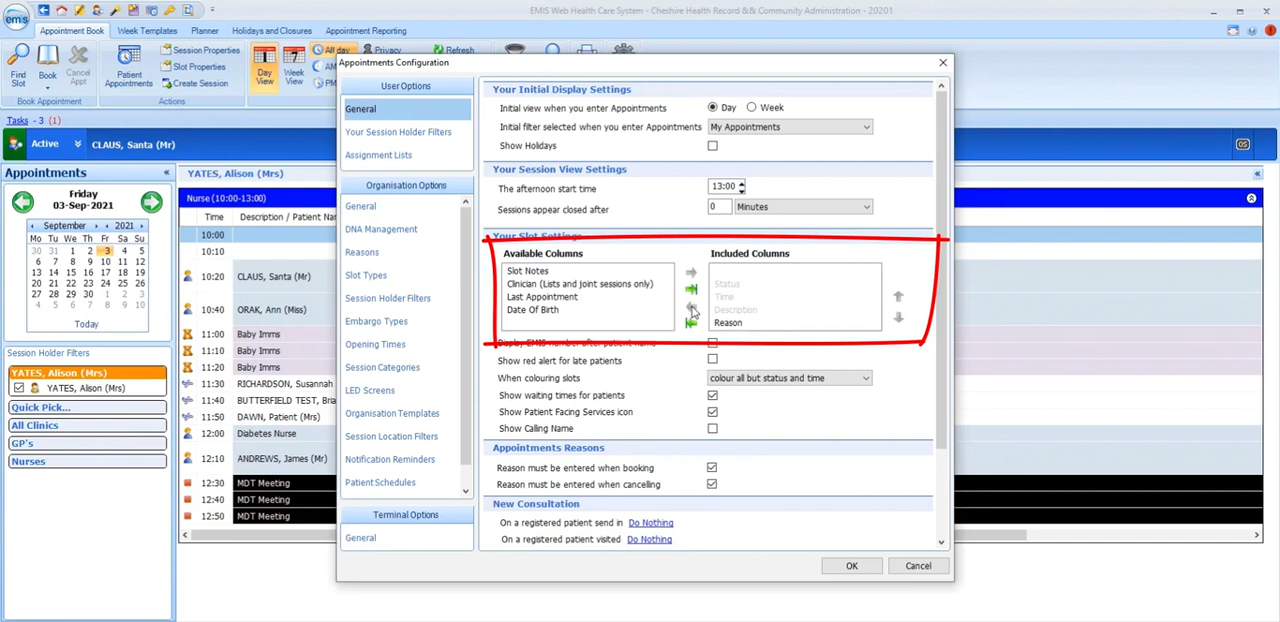 EMIS Web Health Care System - Cheshire Health Record && Community Administration - 20201
emis
Appointment Book Week Templates Planner Holidays and Closures Appointment Reporting
Find Slot
Book
Cancel Appt
Book Appointment
Patient Appointments
Session Properties
Slot Properties
Create Session
Actions
Day View
Week View
All day
AM
PM
Privacy
Refresh
Tasks - 3 (1)
Active CLAUS, Santa (Mr)
Appointments
Friday
03-Sep-2021
September 2021
Mo Tu We Th Fr Sa Su
30 31 1 2 3 4 5
6 7 8 9 10 11 12
13 14 15 16 17 18 19
20 21 22 23 24 25 26
27 28 29 30 1 2 3
4 5 6 7 8 9 10
Today
Session Holder Filters
YATES, Alison (Mrs)
YATES, Alison (Mrs)
Quick Pick...
All Clinics
GP's
Nurses
YATES, Alison (Mrs)
Nurse (10:00-13:00)
Time Description / Patient Nam
10:00
10:10
10:20 CLAUS, Santa (Mr)
10:40 ORAK, Ann (Miss)
11:00 Baby Imms
11:10 Baby Imms
11:20 Baby Imms
11:30 RICHARDSON, Susannah
11:40 BUTTERFIELD TEST, Bria
11:50 DAWN, Patient (Mrs)
12:00 Diabetes Nurse
12:10 ANDREWS, James (Mr)
12:30 MDT Meeting
12:40 MDT Meeting
12:50 MDT Meeting
Appointments Configuration
User Options
General
Your Session Holder Filters
Assignment Lists
Organisation Options
General
DNA Management
Reasons
Slot Types
Session Holder Filters
Embargo Types
Opening Times
Session Categories
LED Screens
Organisation Templates
Session Location Filters
Notification Reminders
Patient Schedules
Terminal Options
General
Your Initial Display Settings
Initial view when you enter Appointments Day Week
Initial filter selected when you enter Appointments My Appointments
Show Holidays
Your Session View Settings
The afternoon start time 13:00
Sessions appear closed after 0 Minutes
Your Slot Settings
Available Columns Included Columns
Slot Notes
Clinician (Lists and joint sessions only)
Last Appointment
Date Of Birth
Status
Time
Description
Reason
Display EMIS number after patient name
Show red alert for late patients
When colouring slots colour all but status and time
Show waiting times for patients
Show Patient Facing Services icon
Show Calling Name
Appointments Reasons
Reason must be entered when booking
Reason must be entered when cancelling
New Consultation
On a registered patient send in Do Nothing
On a registered patient visited Do Nothing
OK Cancel